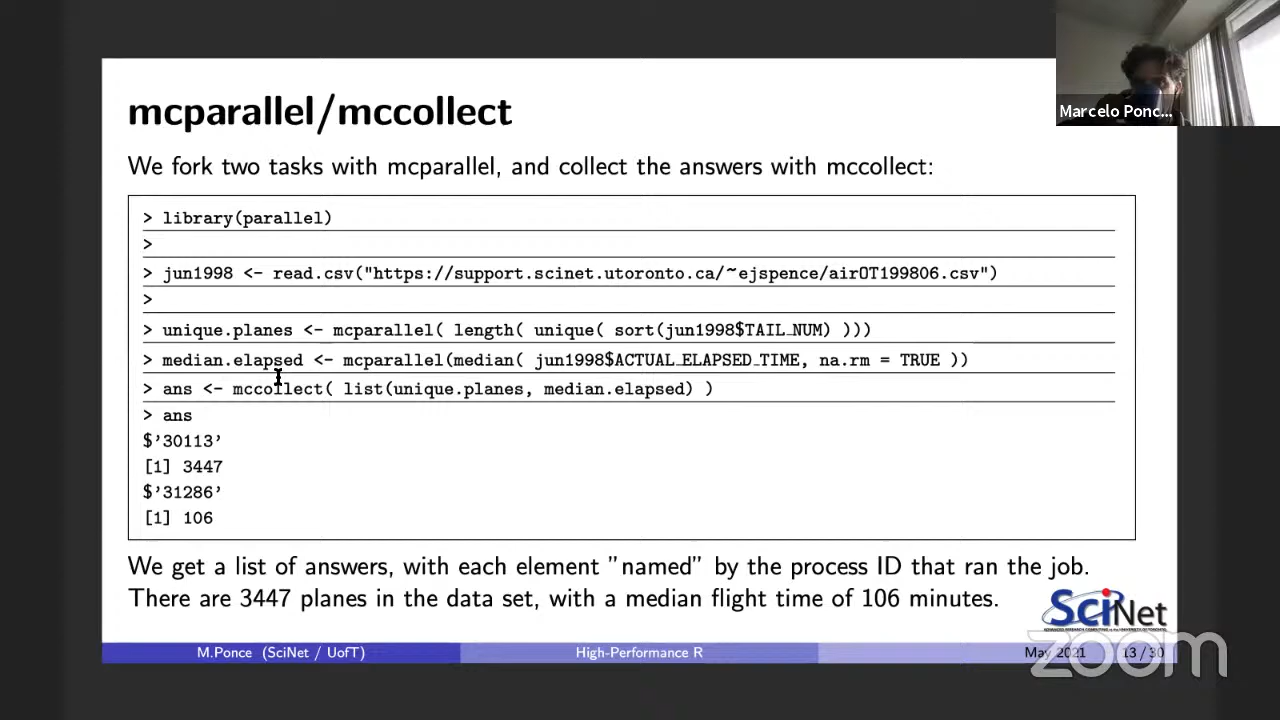 mcparallel/mccollect
Marcelo Ponc...
We fork two tasks with mcparallel, and collect the answers with mccollect:
> library(parallel)
>
> jun1998 <- read.csv("https://support.scinet.utoronto.ca/~ejspence/airOT199806.csv")
>
> unique.planes <- mcparallel( length( unique( sort(jun1998$TAIL_NUM) )))
> median.elapsed <- mcparallel(median( jun1998$ACTUAL_ELAPSED_TIME, na.rm = TRUE ))
> ans <- mccollect( list(unique.planes, median.elapsed) )
> ans
$’30113’
[1] 3447
$’31286’
[1] 106
We get a list of answers, with each element ”named” by the process ID that ran the job.
There are 3447 planes in the data set, with a median flight time of 106 minutes.
SciNet
M.Ponce (SciNet / UofT)
High-Performance R
May 2021
13 / 30
zoom